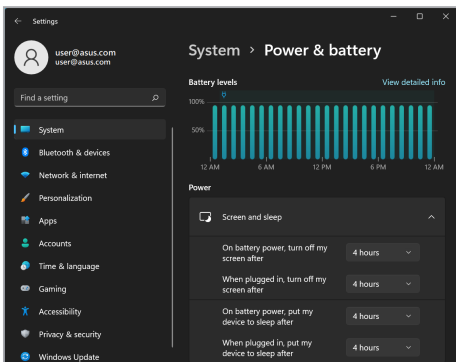 Settings
user@asus.com
user@asus.com
Find a setting
System
Bluetooth & devices
Network & internet
Personalization
Apps
Accounts
Time & language
Gaming
Accessibility
Privacy & security
Windows Update
System > Power & battery
Battery levels
View detailed info
100%
50%
12 AM 6 AM 12 PM 6 PM 12 AM
Power
Screen and sleep
On battery power, turn off my
screen after
4 hours
When plugged in, turn off my
screen after
4 hours
On battery power, put my
device to sleep after
4 hours
When plugged in, put my
device to sleep after
4 hours